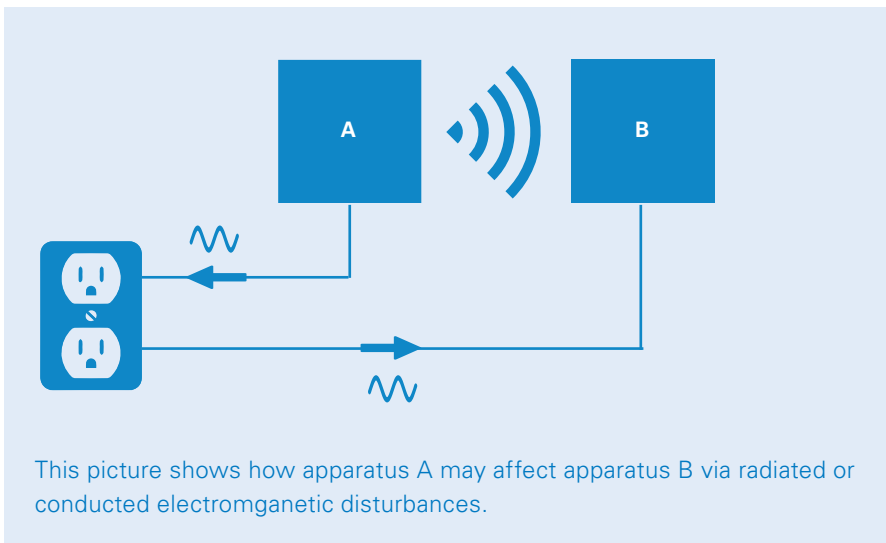 A
B
This picture shows how apparatus A may affect apparatus B via radiated or
conducted electromganetic disturbances.